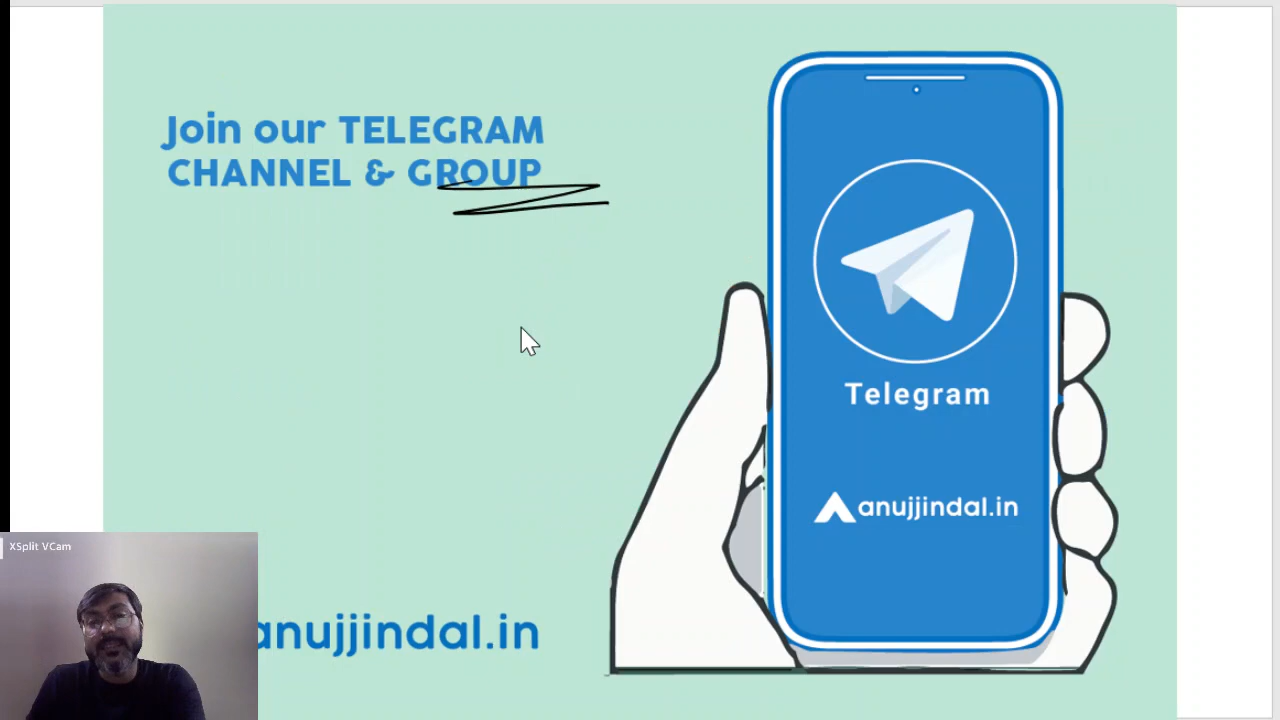 Join our TELEGRAM
CHANNEL & GROUP
Telegram
anujjindal.in
XSplit VCam
anujjindal.in